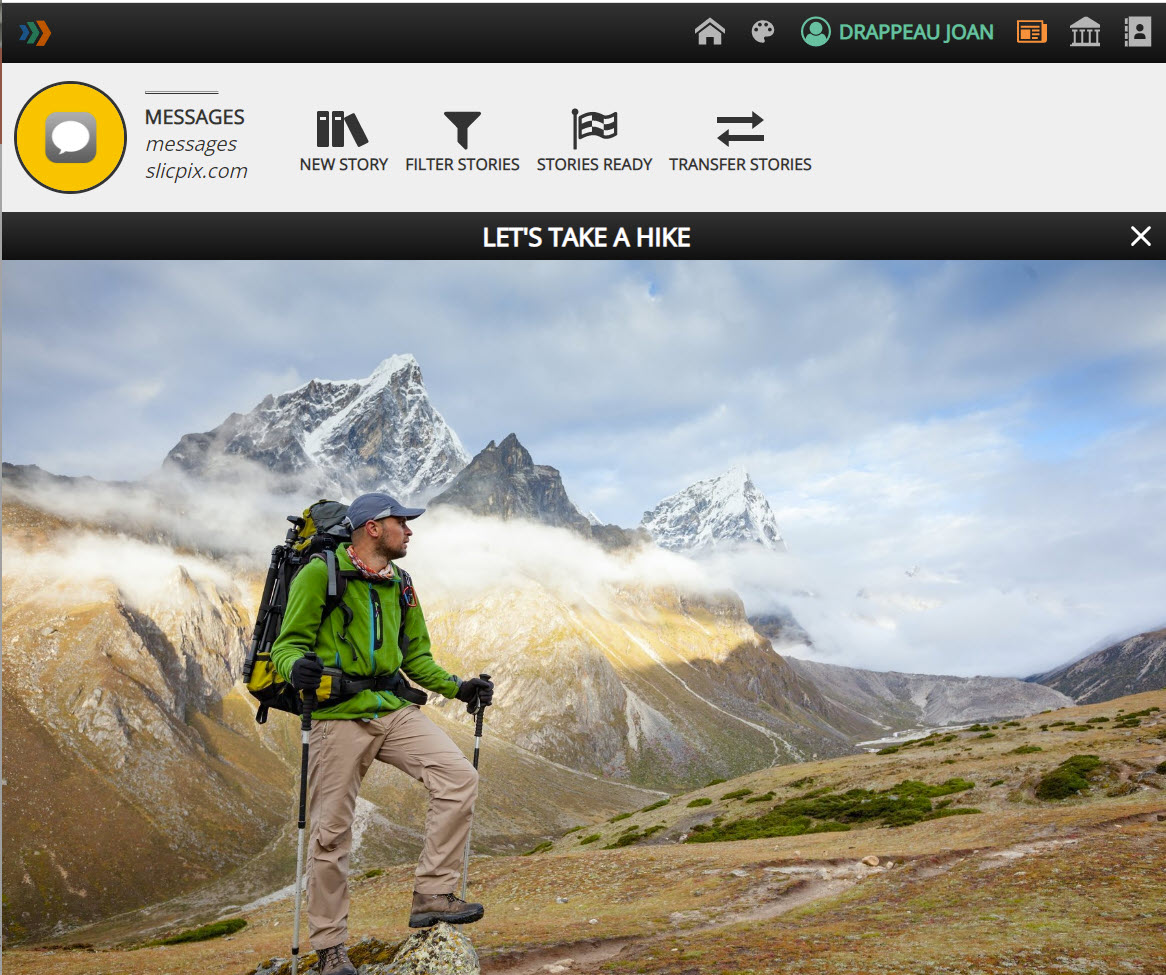 DRAPPEAU JOAN
MESSAGES
messages
slicpix.com
NEW STORY
FILTER STORIES
STORIES READY
TRANSFER STORIES
LET'S TAKE A HIKE